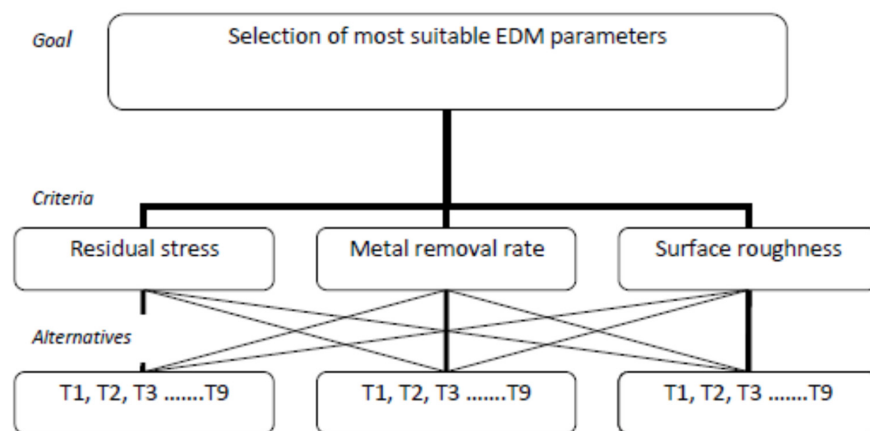 Goal
Selection of most suitable EDM parameters
Criteria
Residual stress
Metal removal rate
Surface roughness
Alternatives
T1, T2, T3 .......T9
T1, T2, T3 .......T9
T1, T2, T3 .......T9